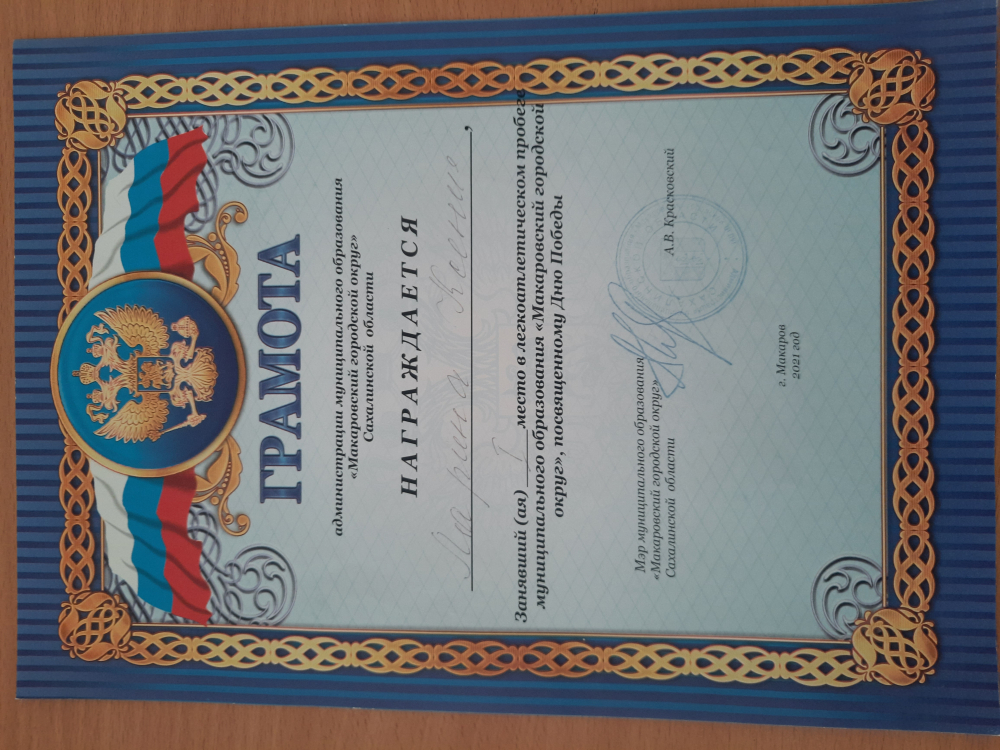 ГРАМОТА
администрации муниципального образования
«Макаровский городской округ»
Сахалинской области
НАГРАЖДАЕТСЯ
Ксения,
Занявший (ая) I место в легкоатлетическом пробеге
муниципального образования «Макаровский городской
округ», посвященному Дню Победы
Мэр муниципального образования
«Макаровский городской округ»
Сахалинской области А.В. Красковский
г. Макаров
2021 год